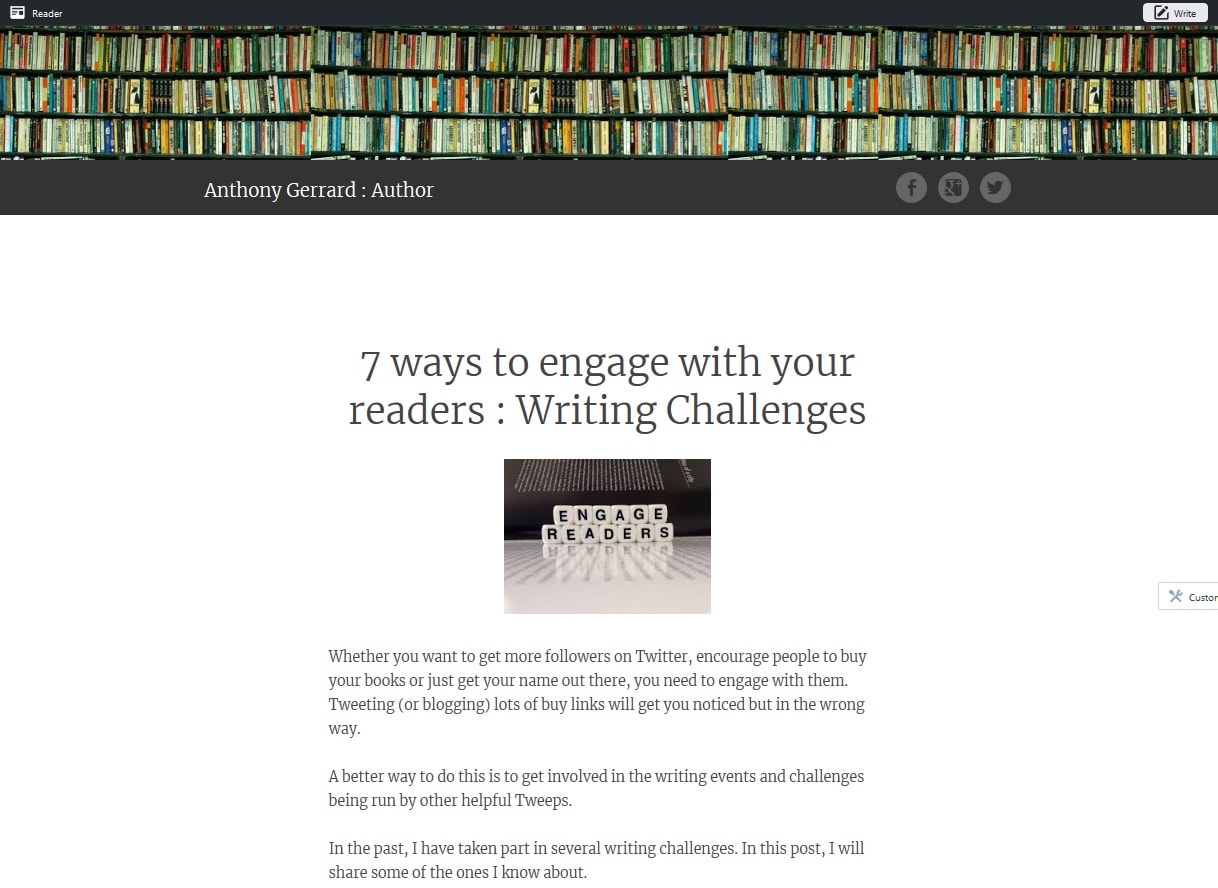 Reader
Write
Anthony Gerrard : Author
7 ways to engage with your
readers : Writing Challenges
ENGAGE
READERS
Whether you want to get more followers on Twitter, encourage people to buy
your books or just get your name out there, you need to engage with them.
Tweeting (or blogging) lots of buy links will get you noticed but in the wrong
way.
A better way to do this is to get involved in the writing events and challenges
being run by other helpful Tweeps.
Custom
In the past, I have taken part in several writing challenges. In this post, I will
share some of the ones I know about.